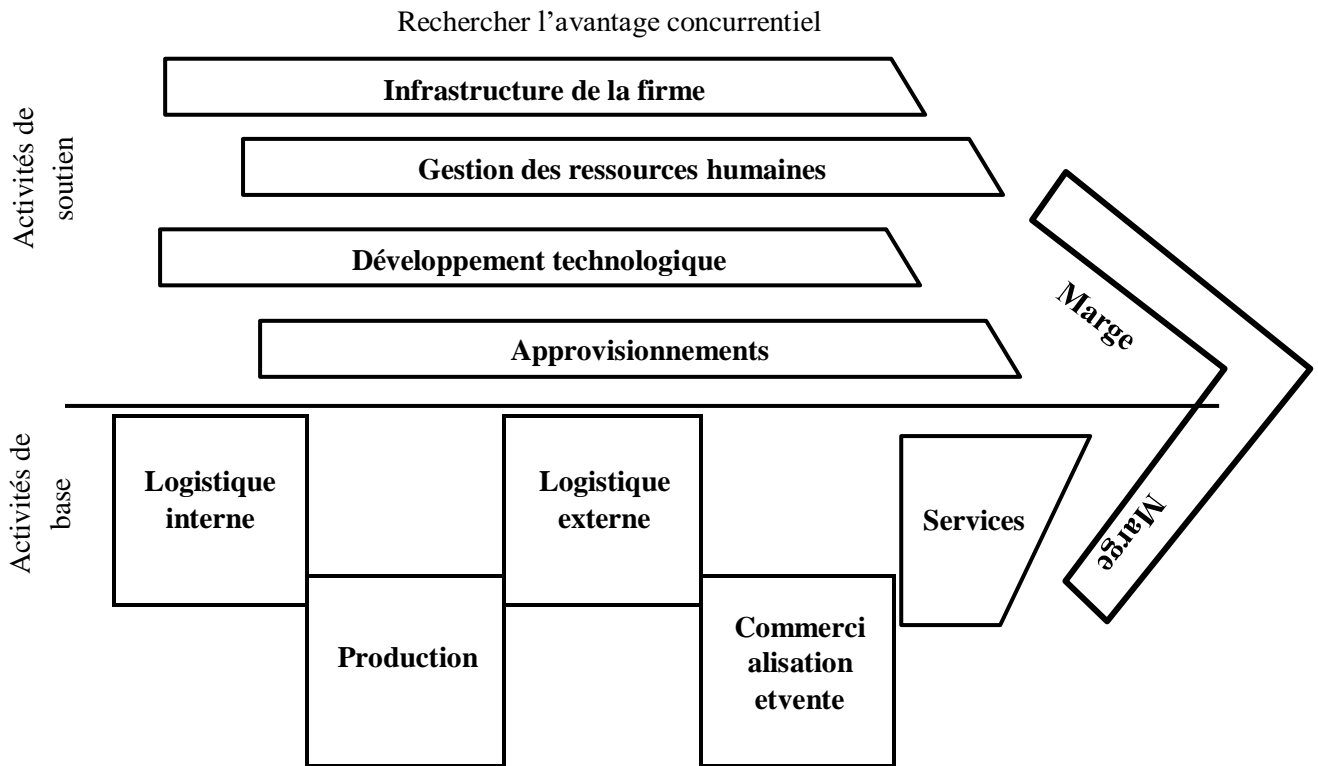 Rechercher l’avantage concurrentiel
Activités de
soutien
Infrastructure de la firme
Gestion des ressources humaines
Développement technologique
Approvisionnements
Marge
Activités de
base
Logistique
interne
Production
Logistique
externe
Commerci
alisation
etvente
Services
Marge